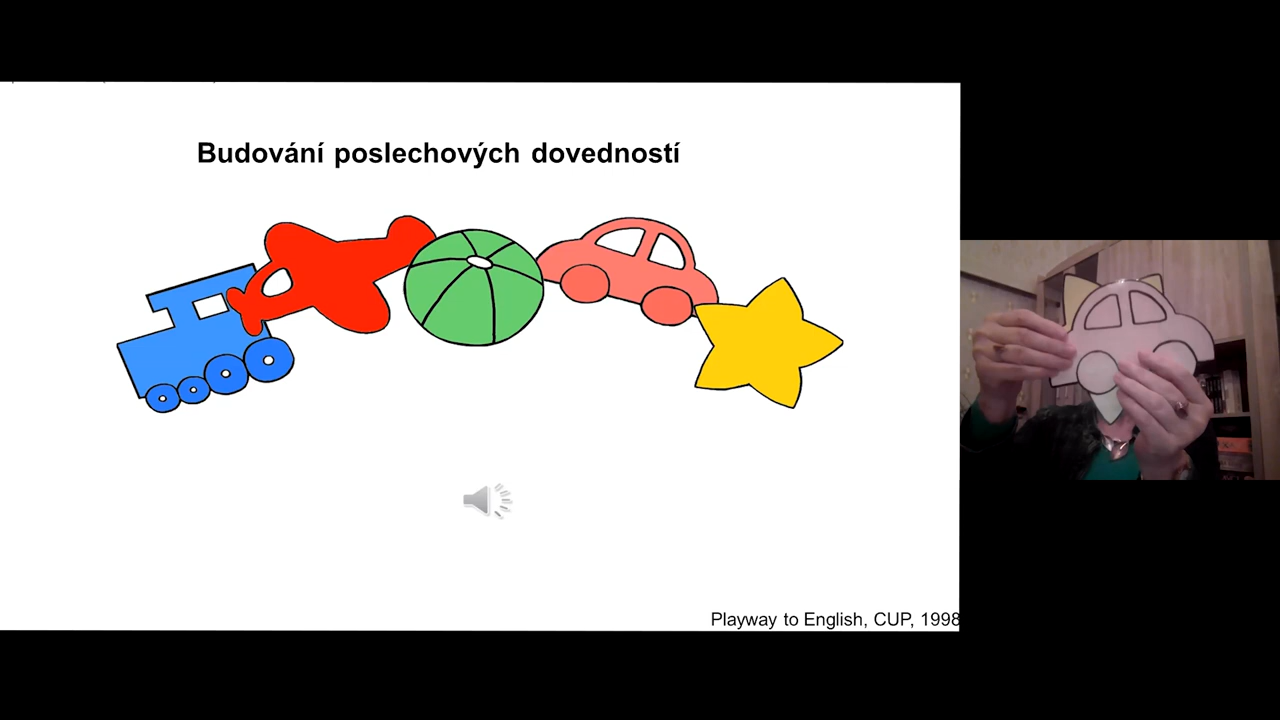 Budování poslechových dovedností
Playway to English, CUP, 1998